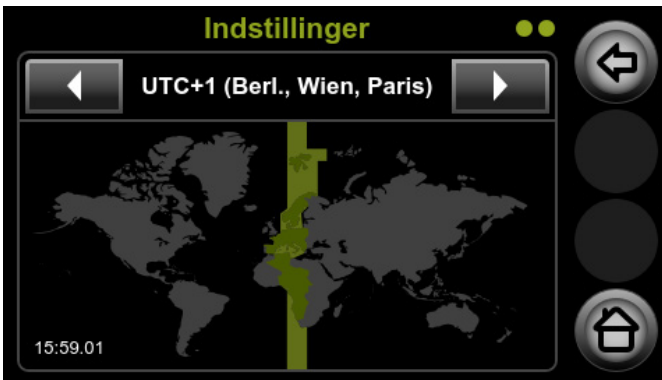 Indstillinger
UTC+1 (Berl., Wien, Paris)
15:59.01